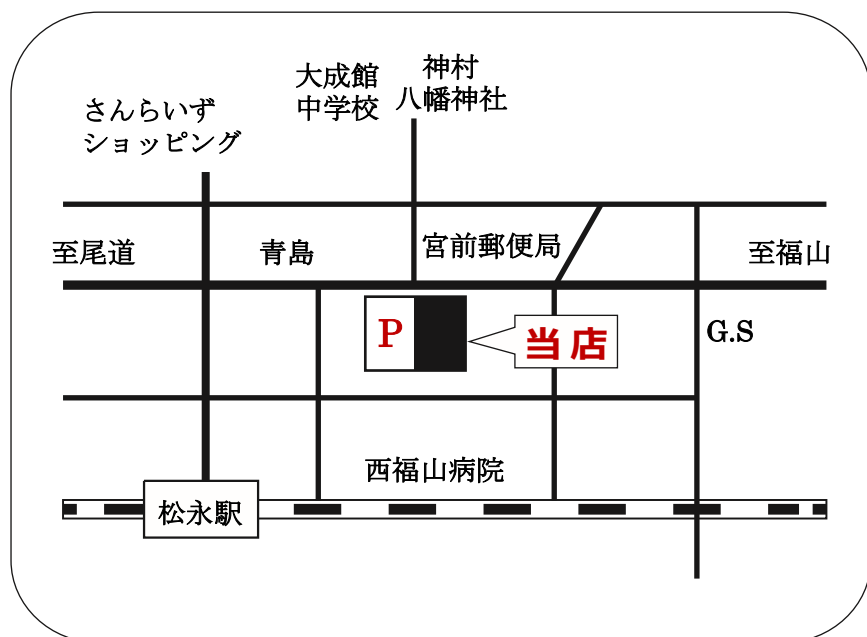 神村
八幡神社
大成館
中学校
さんらいず
ショッピング
至尾道
青島
宮前郵便局
至福山
P
当店
G.S
西福山病院
松永駅